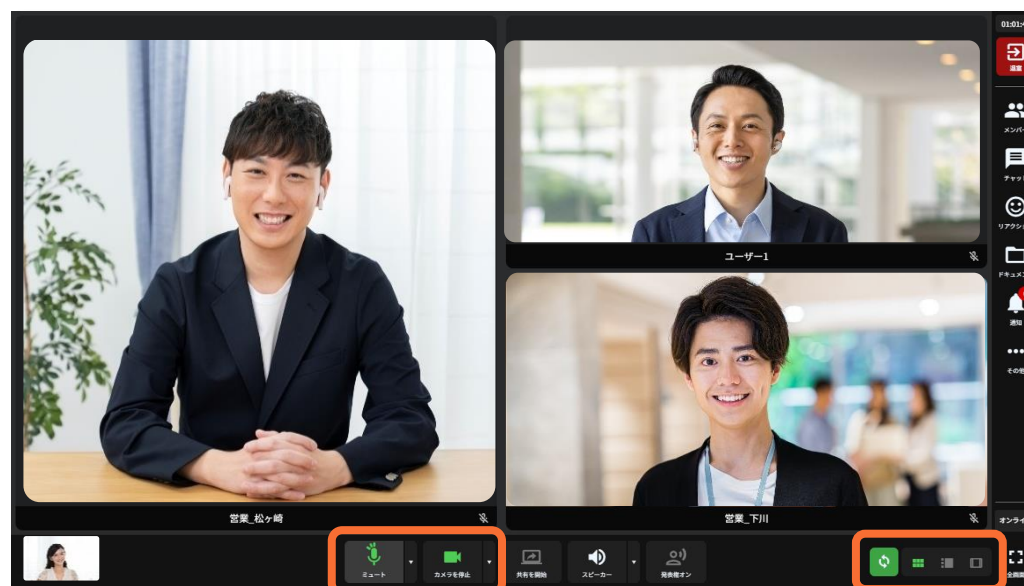 01:01:
退室
メンバー
チャット
リアクション
ドキュメント
通知
その他
ユーザー1
営業_松ヶ崎
営業_下川
オンライ
ミュート
カメラを停止
共有を開始
スピーカー
発表権オン
全画面